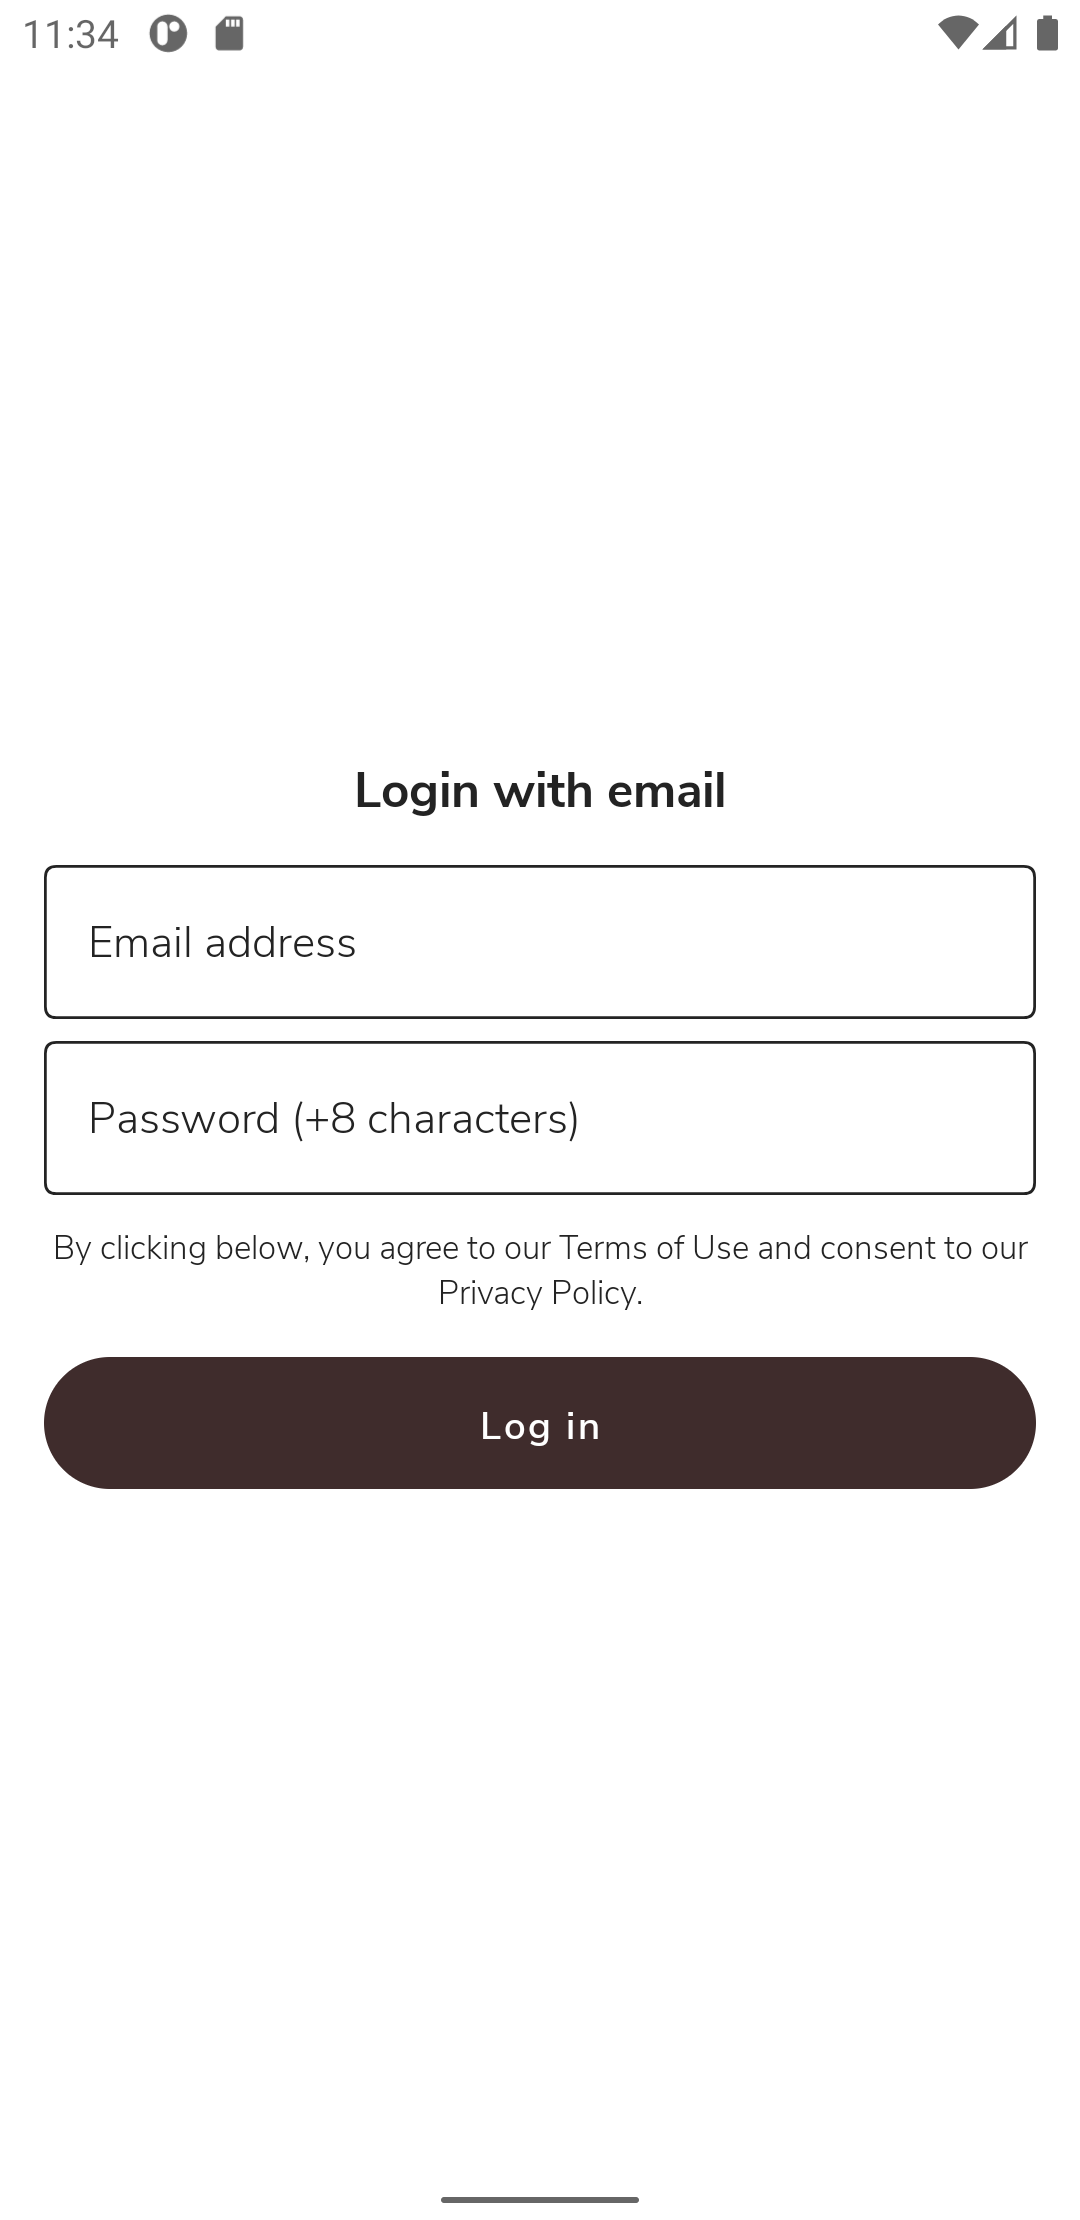 11:34
Login with email
Email address
Password (+8 characters)
By clicking below, you agree to our Terms of Use and consent to our
Privacy Policy.
Log in